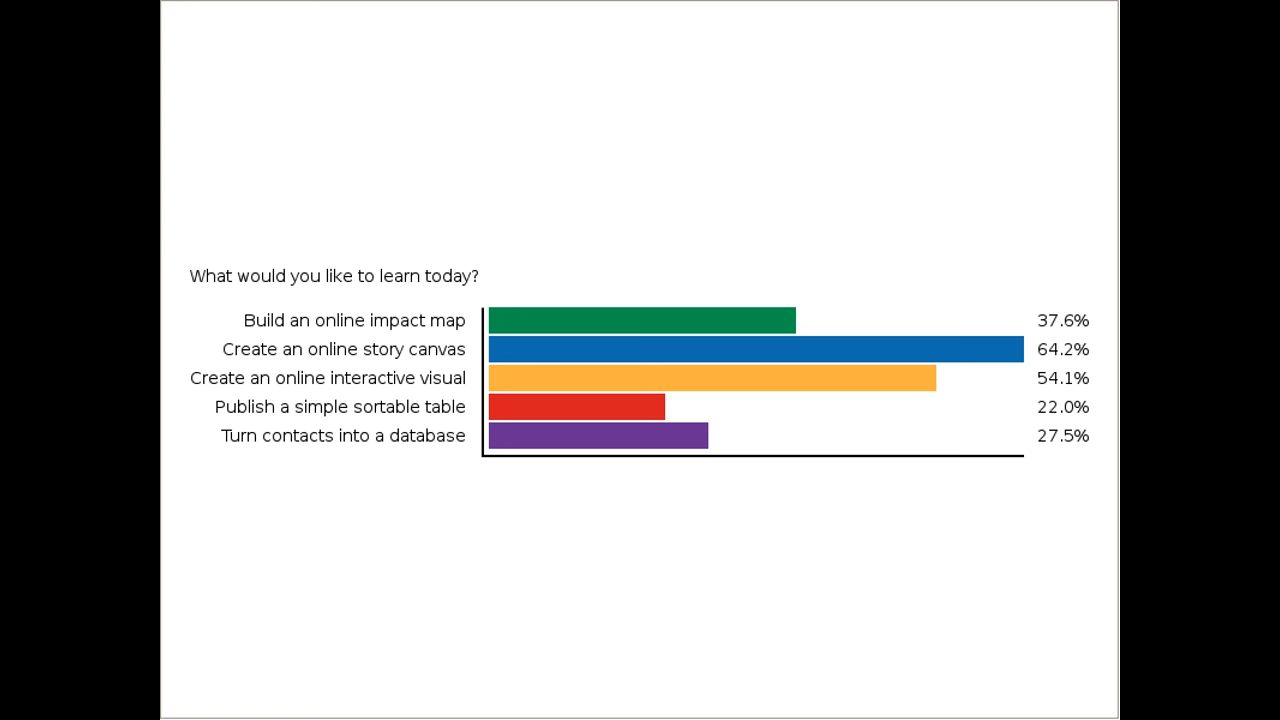 What would you like to learn today?
Build an online impact map 37.6%
Create an online story canvas 64.2%
Create an online interactive visual 54.1%
Publish a simple sortable table 22.0%
Turn contacts into a database 27.5%